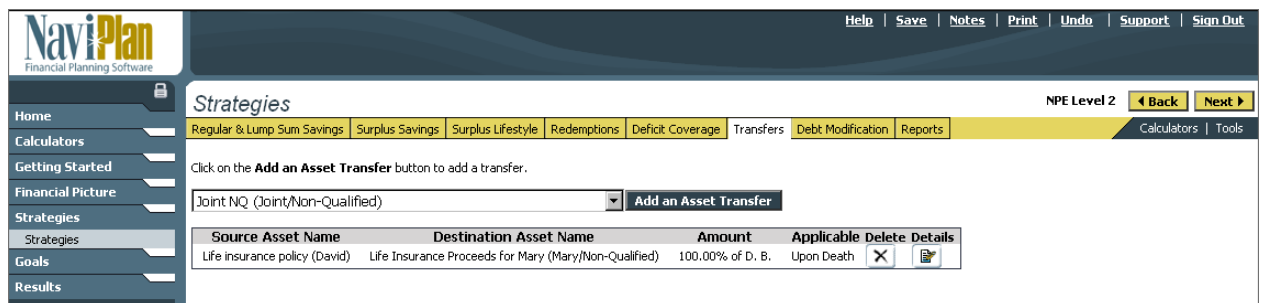 NaviPlan
Financial Planning Software
Help | Save | Notes | Print | Undo | Support | Sign Out
Home
Calculators
Getting Started
Financial Picture
Strategies
Strategies
Goals
Results
Strategies
NPE Level 2
Back
Next
Regular & Lump Sum Savings
Surplus Savings
Surplus Lifestyle
Redemptions
Deficit Coverage
Transfers
Debt Modification
Reports
Calculators | Tools
Click on the Add an Asset Transfer button to add a transfer.
Joint NQ (Joint/Non-Qualified)
Add an Asset Transfer
Source Asset Name Destination Asset Name Amount Applicable Delete Details
Life insurance policy (David) Life Insurance Proceeds for Mary (Mary/Non-Qualified) 100.00% of D. B. Upon Death